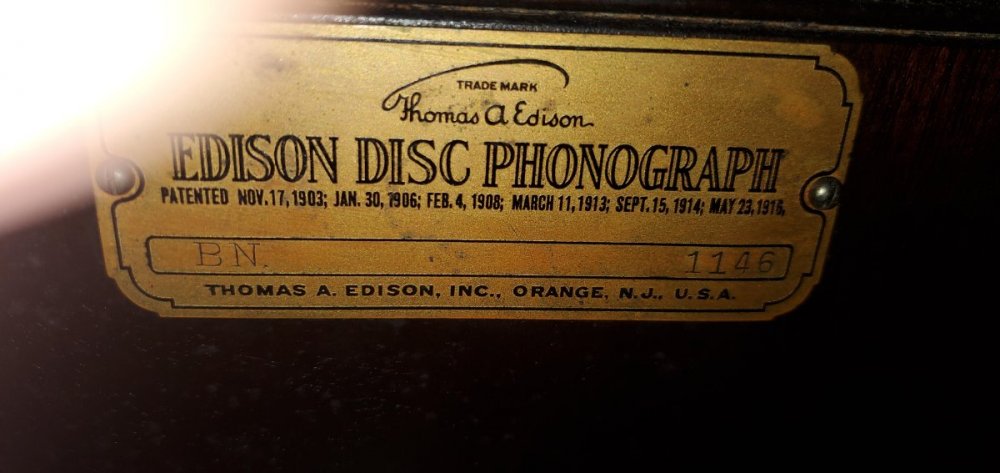 TRADE MARK
Thomas A Edison
EDISON DISC PHONOGRAPH
PATENTED NOV. 17, 1903; JAN. 30, 1906; FEB. 4, 1908; MARCH 11, 1913; SEPT. 15, 1914; MAY 23, 1916,
BN. 1146
THOMAS A. EDISON, INC., ORANGE, N.J., U.S.A.